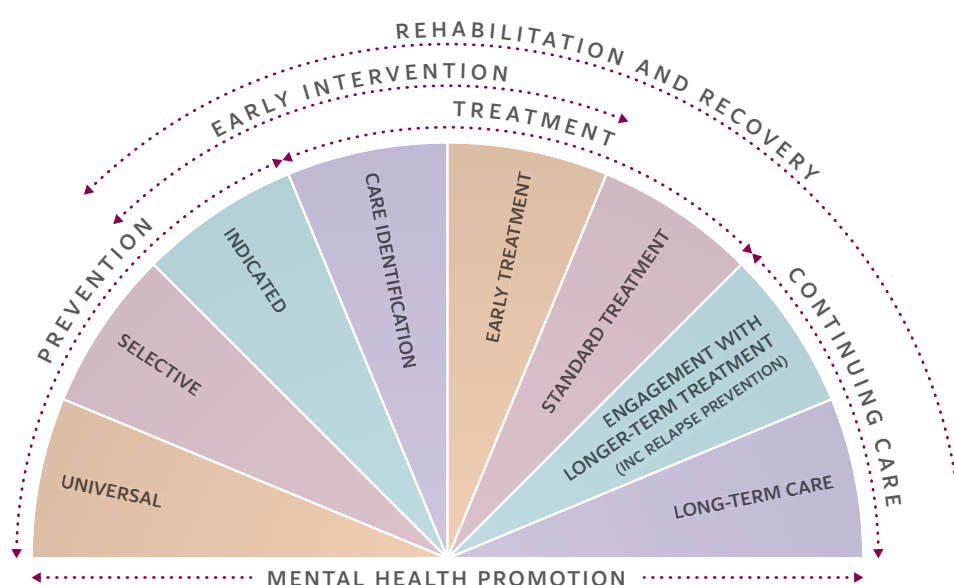 REHABILITATION AND RECOVERY
EARLY INTERVENTION
TREATMENT
PREVENTION
CONTINUING CARE
UNIVERSAL
SELECTIVE
INDICATED
CARE IDENTIFICATION
EARLY TREATMENT
STANDARD TREATMENT
ENGAGEMENT WITH
LONGER-TERM TREATMENT
(INC RELAPSE PREVENTION)
LONG-TERM CARE
MENTAL HEALTH PROMOTION